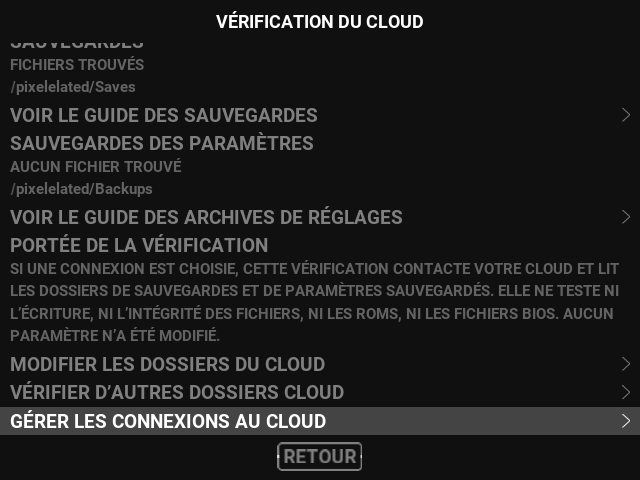 VÉRIFICATION DU CLOUD
SAUVEGARDES
FICHIERS TROUVÉS
/pixelelated/Saves
VOIR LE GUIDE DES SAUVEGARDES
SAUVEGARDES DES PARAMÈTRES
AUCUN FICHIER TROUVÉ
/pixelelated/Backups
VOIR LE GUIDE DES ARCHIVES DE RÉGLAGES
PORTÉE DE LA VÉRIFICATION
SI UNE CONNEXION EST CHOISIE, CETTE VÉRIFICATION CONTACTE VOTRE CLOUD ET LIT
LES DOSSIERS DE SAUVEGARDES ET DE PARAMÈTRES SAUVEGARDÉS. ELLE NE TESTE NI
L’ÉCRITURE, NI L’INTÉGRITÉ DES FICHIERS, NI LES ROMS, NI LES FICHIERS BIOS. AUCUN
PARAMÈTRE N’A ÉTÉ MODIFIÉ.
MODIFIER LES DOSSIERS DU CLOUD
VÉRIFIER D’AUTRES DOSSIERS CLOUD
GÉRER LES CONNEXIONS AU CLOUD
RETOUR